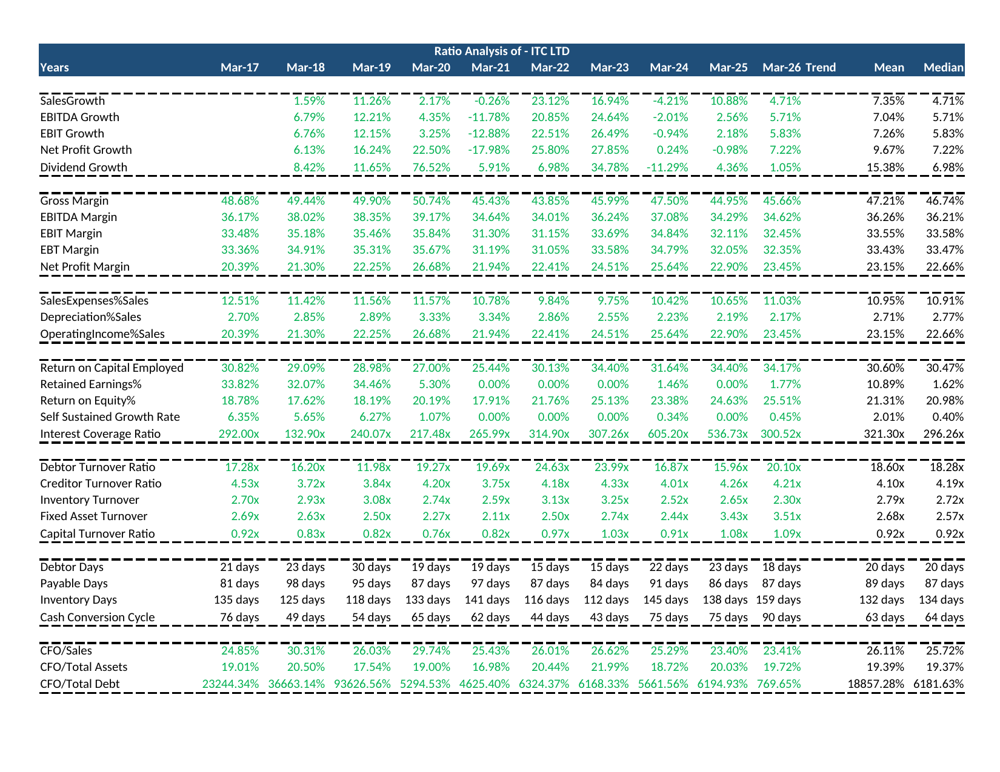 Ratio Analysis of - ITC LTD
Years Mar-17 Mar-18 Mar-19 Mar-20 Mar-21 Mar-22 Mar-23 Mar-24 Mar-25 Mar-26 Trend Mean Median
SalesGrowth 1.59% 11.26% 2.17% -0.26% 23.12% 16.94% -4.21% 10.88% 4.71% 7.35% 4.71%
EBITDA Growth 6.79% 12.21% 4.35% -11.78% 20.85% 24.64% -2.01% 2.56% 5.71% 7.04% 5.71%
EBIT Growth 6.76% 12.15% 3.25% -12.88% 22.51% 26.49% -0.94% 2.18% 5.83% 7.26% 5.83%
Net Profit Growth 6.13% 16.24% 22.50% -17.98% 25.80% 27.85% 0.24% -0.98% 7.22% 9.67% 7.22%
Dividend Growth 8.42% 11.65% 76.52% 5.91% 6.98% 34.78% -11.29% 4.36% 1.05% 15.38% 6.98%
Gross Margin 48.68% 49.44% 49.90% 50.74% 45.43% 43.85% 45.99% 47.50% 44.95% 45.66% 47.21% 46.74%
EBITDA Margin 36.17% 38.02% 38.35% 39.17% 34.64% 34.01% 36.24% 37.08% 34.29% 34.62% 36.26% 36.21%
EBIT Margin 33.48% 35.18% 35.46% 35.84% 31.30% 31.15% 33.69% 34.84% 32.11% 32.45% 33.55% 33.58%
EBT Margin 33.36% 34.91% 35.31% 35.67% 31.19% 31.05% 33.58% 34.79% 32.05% 32.35% 33.43% 33.47%
Net Profit Margin 20.39% 21.30% 22.25% 26.68% 21.94% 22.41% 24.51% 25.64% 22.90% 23.45% 23.15% 22.66%
SalesExpenses%Sales 12.51% 11.42% 11.56% 11.57% 10.78% 9.84% 9.75% 10.42% 10.65% 11.03% 10.95% 10.91%
Depreciation%Sales 2.70% 2.85% 2.89% 3.33% 3.34% 2.86% 2.55% 2.23% 2.19% 2.17% 2.71% 2.77%
OperatingIncome%Sales 20.39% 21.30% 22.25% 26.68% 21.94% 22.41% 24.51% 25.64% 22.90% 23.45% 23.15% 22.66%
Return on Capital Employed 30.82% 29.09% 28.98% 27.00% 25.44% 30.13% 34.40% 31.64% 34.40% 34.17% 30.60% 30.47%
Retained Earnings% 33.82% 32.07% 34.46% 5.30% 0.00% 0.00% 0.00% 1.46% 0.00% 1.77% 10.89% 1.62%
Return on Equity% 18.78% 17.62% 18.19% 20.19% 17.91% 21.76% 25.13% 23.38% 24.63% 25.51% 21.31% 20.98%
Self Sustained Growth Rate 6.35% 5.65% 6.27% 1.07% 0.00% 0.00% 0.00% 0.34% 0.00% 0.45% 2.01% 0.40%
Interest Coverage Ratio 292.00x 132.90x 240.07x 217.48x 265.99x 314.90x 307.26x 605.20x 536.73x 300.52x 321.30x 296.26x
Debtor Turnover Ratio 17.28x 16.20x 11.98x 19.27x 19.69x 24.63x 23.99x 16.87x 15.96x 20.10x 18.60x 18.28x
Creditor Turnover Ratio 4.53x 3.72x 3.84x 4.20x 3.75x 4.18x 4.33x 4.01x 4.26x 4.21x 4.10x 4.19x
Inventory Turnover 2.70x 2.93x 3.08x 2.74x 2.59x 3.13x 3.25x 2.52x 2.65x 2.30x 2.79x 2.72x
Fixed Asset Turnover 2.69x 2.63x 2.50x 2.27x 2.11x 2.50x 2.74x 2.44x 3.43x 3.51x 2.68x 2.57x
Capital Turnover Ratio 0.92x 0.83x 0.82x 0.76x 0.82x 0.97x 1.03x 0.91x 1.08x 1.09x 0.92x 0.92x
Debtor Days 21 days 23 days 30 days 19 days 19 days 15 days 15 days 22 days 23 days 18 days 20 days 20 days
Payable Days 81 days 98 days 95 days 87 days 97 days 87 days 84 days 91 days 86 days 87 days 89 days 87 days
Inventory Days 135 days 125 days 118 days 133 days 141 days 116 days 112 days 145 days 138 days 159 days 132 days 134 days
Cash Conversion Cycle 76 days 49 days 54 days 65 days 62 days 44 days 43 days 75 days 75 days 90 days 63 days 64 days
CFO/Sales 24.85% 30.31% 26.03% 29.74% 25.43% 26.01% 26.62% 25.29% 23.40% 23.41% 26.11% 25.72%
CFO/Total Assets 19.01% 20.50% 17.54% 19.00% 16.98% 20.44% 21.99% 18.72% 20.03% 19.72% 19.39% 19.37%
CFO/Total Debt 23244.34% 36663.14% 93626.56% 5294.53% 4625.40% 6324.37% 6168.33% 5661.56% 6194.93% 769.65% 18857.28% 6181.63%